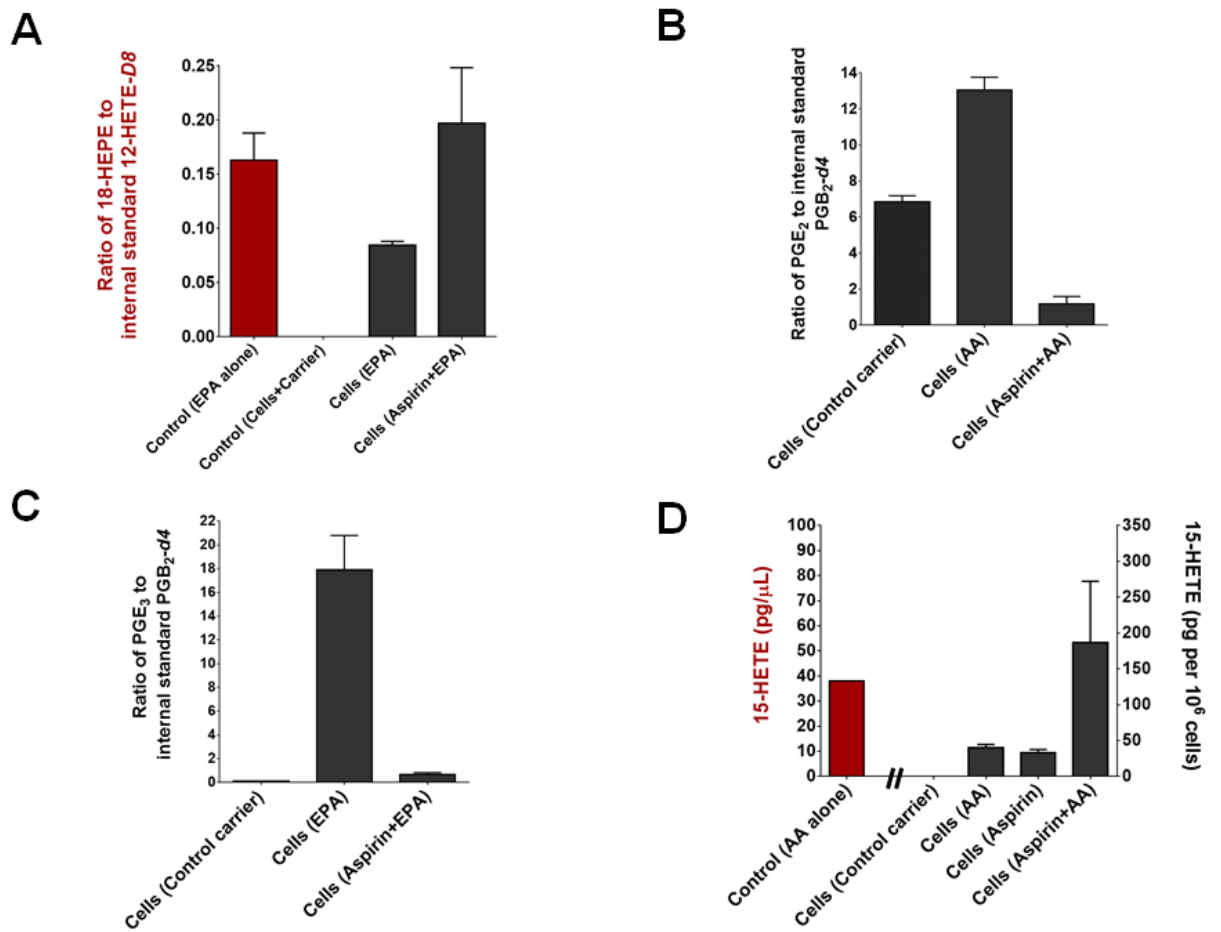 A
Ratio of 18-HEPE to
internal standard 12-HETE-D8
0.25
0.20
0.15
0.10
0.05
0.00
Control (EPA alone)
Control (Cells+Carrier)
Cells (EPA)
Cells (Aspirin+EPA)
B
Ratio of PGE₂ to internal standard
PGB₂-d4
14
12
10
8
6
4
2
0
Cells (Control carrier)
Cells (AA)
Cells (Aspirin+AA)
C
Ratio of PGE₃ to
internal standard PGB₂-d4
22
20
18
16
14
12
10
8
6
4
2
0
Cells (Control carrier)
Cells (EPA)
Cells (Aspirin+EPA)
D
15-HETE (pg/μL)
100
90
80
70
60
50
40
30
20
10
0
Control (AA alone)
Cells (Control carrier)
Cells (AA)
Cells (Aspirin)
Cells (Aspirin+AA)
350
300
250
200
150
100
50
0
15-HETE (pg per 10⁶ cells)